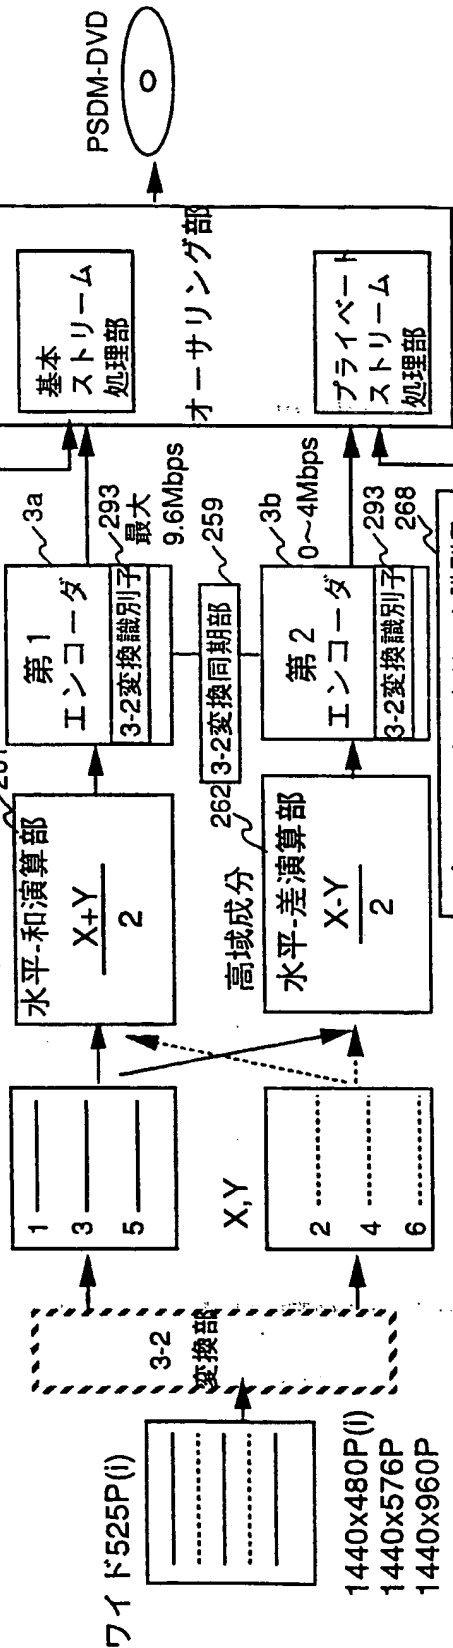 ワイド525P(i)
1440x480P(i)
1440x576P
1440x960P
3-2
変換部
1
3
5
X,Y
2
4
6
水平-和演算部
X+Y
2
高域成分
262
水平-差演算部
X-Y
2
第1
エンコーダ
3-2変換識別子
3a
293
最大
9.6Mbps
3-2変換同期部
259
第2
エンコーダ
3-2変換識別子
3b
0~4Mbps
293
268
基本
ストリーム
処理部
オーサリング部
プライベート
ストリーム
処理部
PSDM-DVD